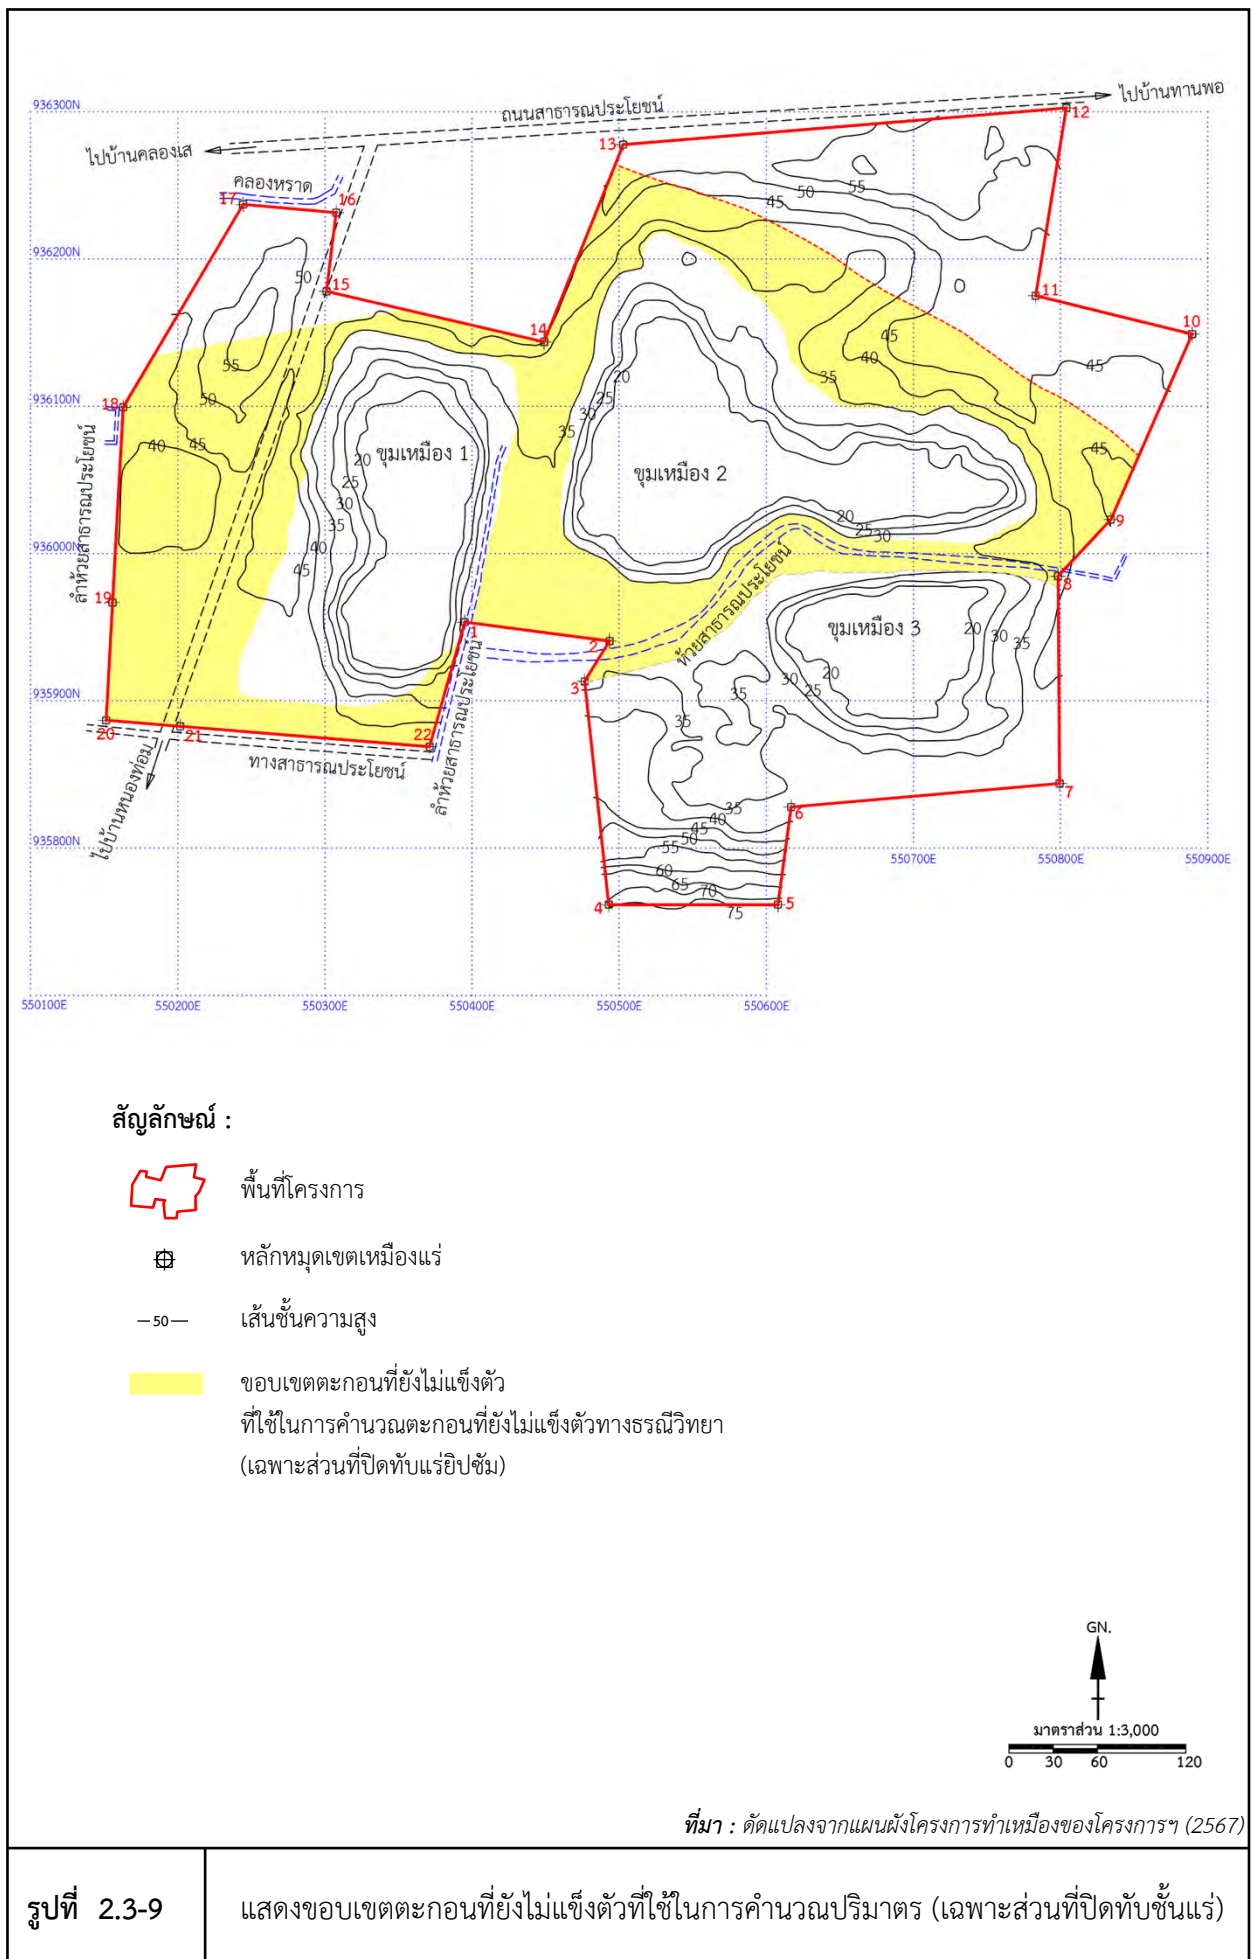 936300N
ถนนสาธารณประโยชน์
ไปบ้านทานพอ
12
13
ไปบ้านคลองเส
คลองหราด
17
16
50
55
45
936200N
50
15
11
10
14
45
40
35
45
55
50
20
25
30
35
936100N
18
40
45
45
ลำห้วยสาธารณประโยชน์
ขุมเหมือง 1
20
25
30
35
40
45
ขุมเหมือง 2
20
25
30
9
936000N
8
19
ห้วยสาธารณประโยชน์
ขุมเหมือง 3
20
30
35
1
2
3
30
25
20
35
35
935900N
20
21
22
ทางสาธารณประโยชน์
ลำห้วยสาธารณประโยชน์
ไปบ้านหนองท่อม
7
6
35
40
45
50
55
60
65
70
75
935800N
4
5
550700E
550800E
550900E
550100E
550200E
550300E
550400E
550500E
550600E
สัญลักษณ์ :
พื้นที่โครงการ
หลักหมุดเขตเหมืองแร่
50
เส้นชั้นความสูง
ขอบเขตตะกอนที่ยังไม่แข็งตัว
ที่ใช้ในการคำนวณตะกอนที่ยังไม่แข็งตัวทางธรณีวิทยา
(เฉพาะส่วนที่ปิดทับแร่ยิปซัม)
GN.
มาตราส่วน 1:3,000
0 30 60 120
ที่มา : ดัดแปลงจากแผนผังโครงการทำเหมืองของโครงการฯ (2567)
รูปที่ 2.3-9
แสดงขอบเขตตะกอนที่ยังไม่แข็งตัวที่ใช้ในการคำนวณปริมาตร (เฉพาะส่วนที่ปิดทับชั้นแร่)